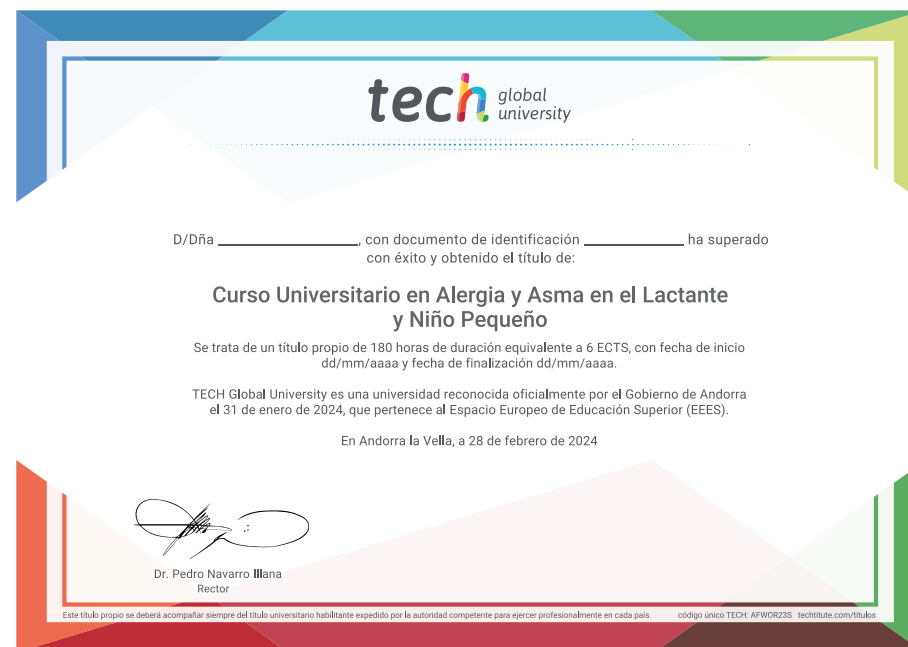 tech global university
D/Dña ______________, con documento de identificación __________ ha superado
con éxito y obtenido el título de:
Curso Universitario en Alergia y Asma en el Lactante
y Niño Pequeño
Se trata de un título propio de 180 horas de duración equivalente a 6 ECTS, con fecha de inicio
dd/mm/aaaa y fecha de finalización dd/mm/aaaa.
TECH Global University es una universidad reconocida oficialmente por el Gobierno de Andorra
el 31 de enero de 2024, que pertenece al Espacio Europeo de Educación Superior (EEES).
En Andorra la Vella, a 28 de febrero de 2024
Dr. Pedro Navarro Illana
Rector
Este título propio se deberá acompañar siempre del título universitario habilitante expedido por la autoridad competente para ejercer profesionalmente en cada país. código único TECH: AFWOR23S techtitute.com/titulos